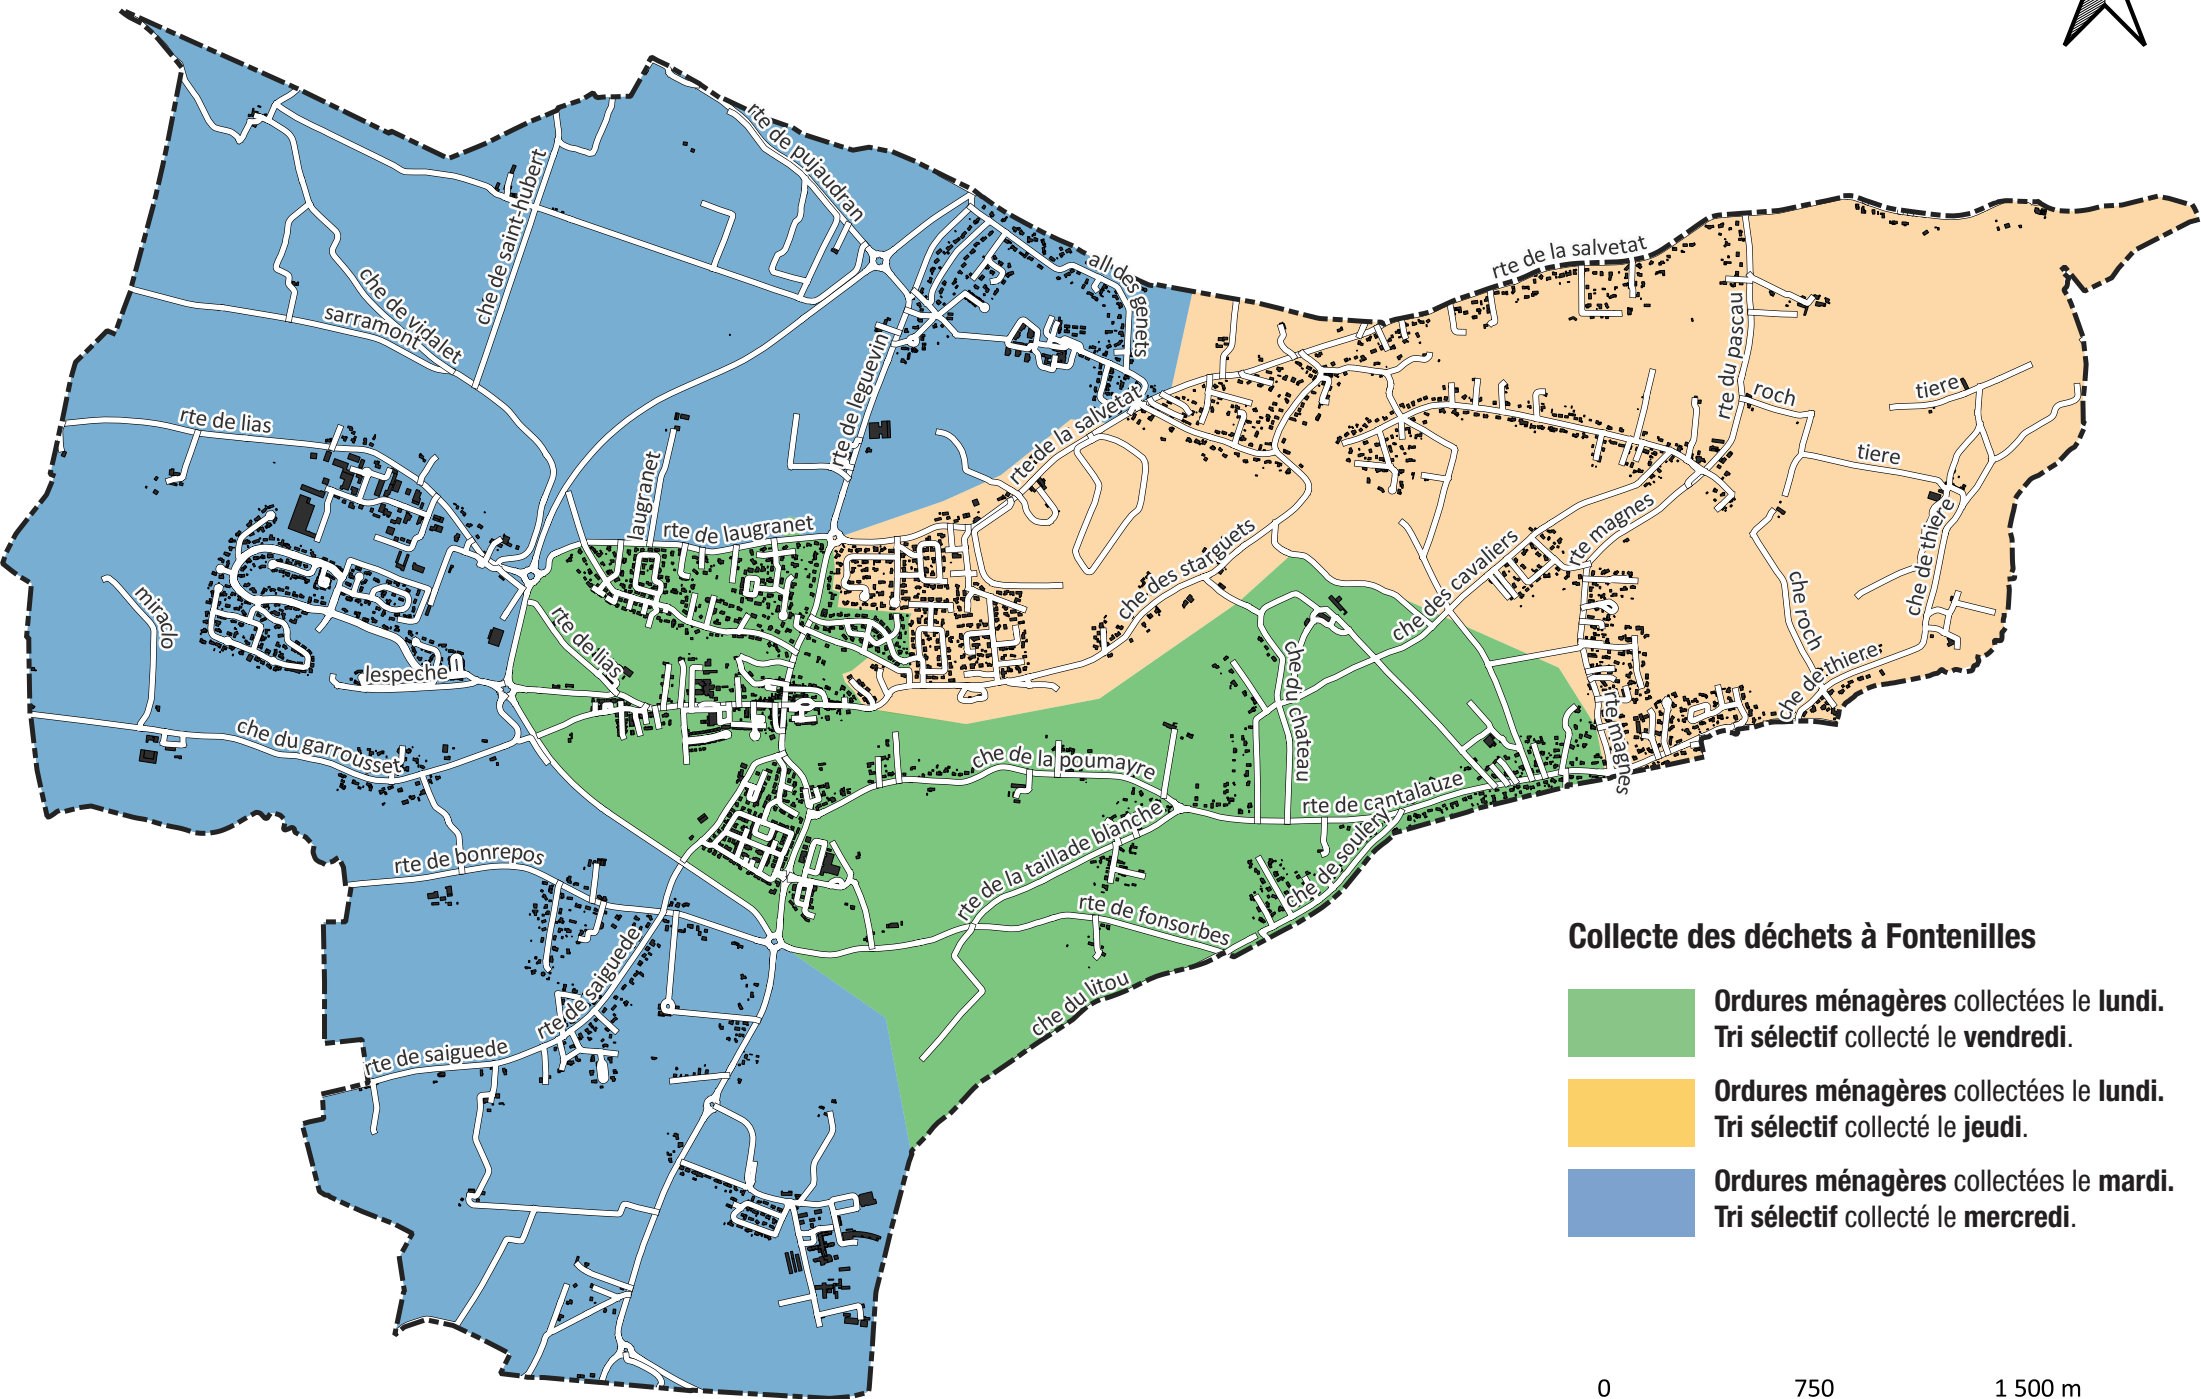 rte de pujaudran
che de saint-hubert
all des genets
rte de la salvetat
che de vidalet
sarramont
rte de leguevin
rte du pascau
roch
tiere
rte de lias
rte de la salvetat
tiere
laugranet
rte de laugranet
rte magnes
che des cavaliers
che des starguets
che de thiere
miraclo
rte de lias
che roch
lespeche
che du chateau
che de thiere
rte magnes
che du garrousset
che de la poumayre
rte de cantalauze
rte de bonrepos
rte de la taillade blanche
che de soulery
rte de fonsorbes
rte de saiguede
che du litou
rte de saiguede
Collecte des déchets à Fontenilles
Ordures ménagères collectées le lundi.
Tri sélectif collecté le vendredi.
Ordures ménagères collectées le lundi.
Tri sélectif collecté le jeudi.
Ordures ménagères collectées le mardi.
Tri sélectif collecté le mercredi.
0 750 1 500 m